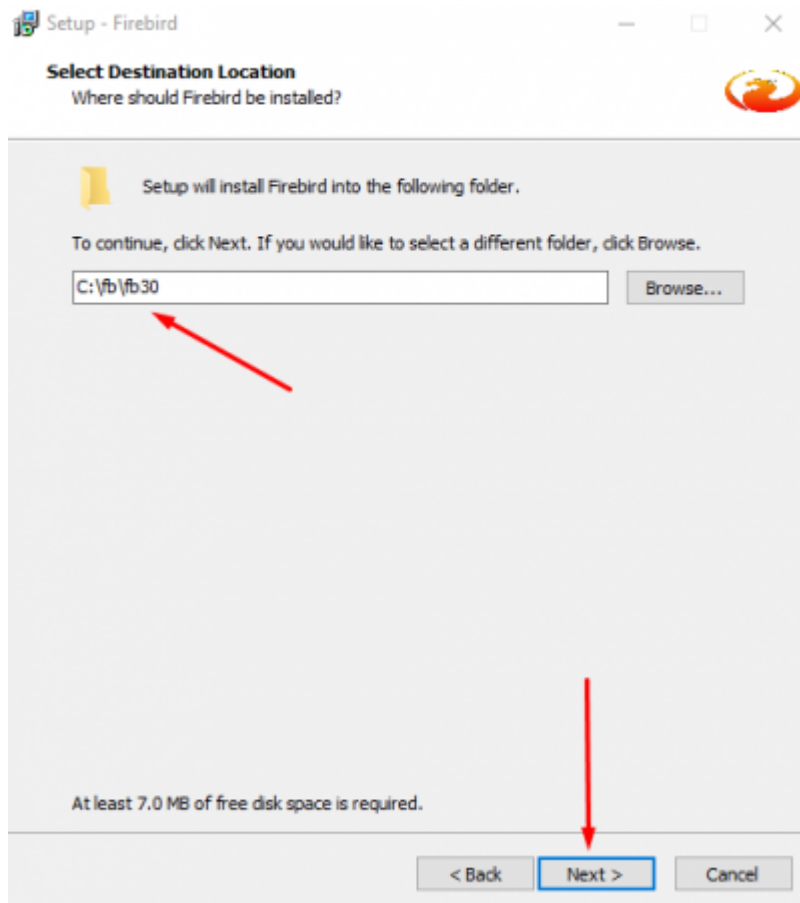 Setup - Firebird
Select Destination Location
Where should Firebird be installed?
Setup will install Firebird into the following folder.
To continue, click Next. If you would like to select a different folder, click Browse.
C:\fb\fb30
Browse...
At least 7.0 MB of free disk space is required.
< Back Next > Cancel